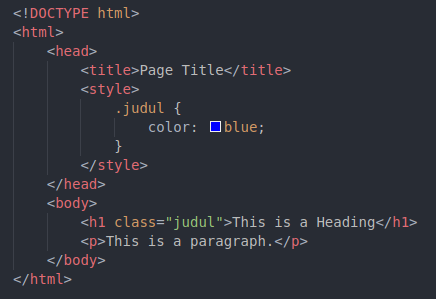 <!DOCTYPE html>
<html>
<head>
<title>Page Title</title>
<style>
.judul {
color: blue;
}
</style>
</head>
<body>
<h1 class="judul">This is a Heading</h1>
<p>This is a paragraph.</p>
</body>
</html>